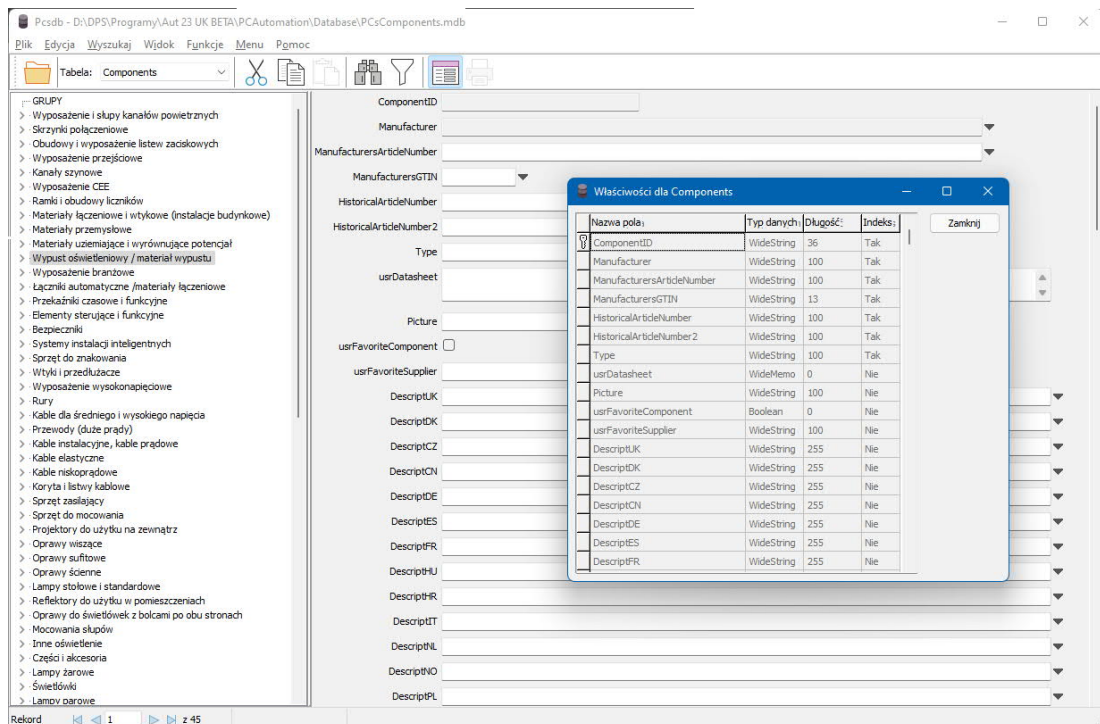 Pcsdb - D:\DPS\Programy\Aut 23 UK BETA\PCAutomation\Database\PCsComponents.mdb
Plik Edycja Wyszukaj Widok Funkcje Menu Pomoc
Tabela: Components
GRUPY
Wyposażenie i słupy kanałów powietrznych
Skrzynki połączeniowe
Obudowy i wyposażenie listew zaciskowych
Wyposażenie przejściowe
Kanały szynowe
Wyposażenie CEE
Ramki i obudowy liczników
Materiały łączeniowe i wtykowe (instalacje budynkowe)
Materiały przemysłowe
Materiały uziemiające i wyrównujące potencjał
Wypust oświetleniowy / materiał wypustu
Wyposażenie branżowe
Łączniki automatyczne /materiały łączeniowe
Przekaźniki czasowe i funkcyjne
Elementy sterujące i funkcyjne
Bezpieczniki
Systemy instalacji inteligentnych
Sprzęt do znakowania
Wtyki i przedłużacze
Wyposażenie wysokonapięciowe
Rury
Kable dla średniego i wysokiego napięcia
Przewody (duże prądy)
Kable instalacyjne, kable prądowe
Kable elastyczne
Kable niskoprądowe
Koryta i listwy kablowe
Sprzęt zasilający
Sprzęt do mocowania
Projektory do użytku na zewnątrz
Oprawy wiszące
Oprawy sufitowe
Oprawy ścienne
Lampy stołowe i standardowe
Reflektory do użytku w pomieszczeniach
Oprawy do świetlówek z bolcami po obu stronach
Mocowania słupów
Inne oświetlenie
Części i akcesoria
Lampy żarowe
Świetlówki
Lampy parowe
ComponentID
Manufacturer
ManufacturersArticleNumber
ManufacturersGTIN
HistoricalArticleNumber
HistoricalArticleNumber2
Type
usrDatasheet
Picture
usrFavoriteComponent
usrFavoriteSupplier
DescriptUK
DescriptDK
DescriptCZ
DescriptCN
DescriptDE
DescriptES
DescriptFR
DescriptHU
DescriptHR
DescriptIT
DescriptNL
DescriptNO
DescriptPL
Właściwości dla Components
Nazwa pola Typ danych Długość Indeks
Zamknij
ComponentID WideString 36 Tak
Manufacturer WideString 100 Tak
ManufacturersArticleNumber WideString 100 Tak
ManufacturersGTIN WideString 13 Tak
HistoricalArticleNumber WideString 100 Tak
HistoricalArticleNumber2 WideString 100 Tak
Type WideString 100 Tak
usrDatasheet WideMemo 0 Nie
Picture WideString 100 Nie
usrFavoriteComponent Boolean 0 Nie
usrFavoriteSupplier WideString 100 Nie
DescriptUK WideString 255 Nie
DescriptDK WideString 255 Nie
DescriptCZ WideString 255 Nie
DescriptCN WideString 255 Nie
DescriptDE WideString 255 Nie
DescriptES WideString 255 Nie
DescriptFR WideString 255 Nie
Rekord 1 z 45